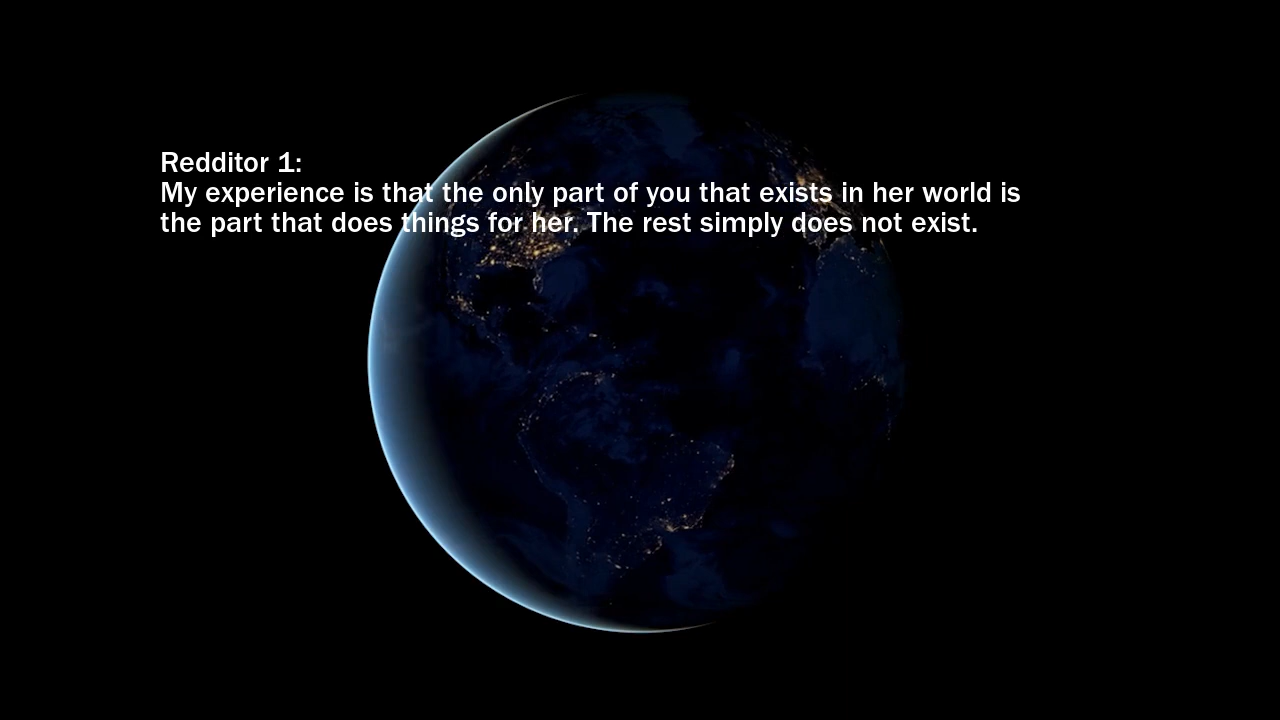 Redditor 1:
My experience is that the only part of you that exists in her world is
the part that does things for her. The rest simply does not exist.